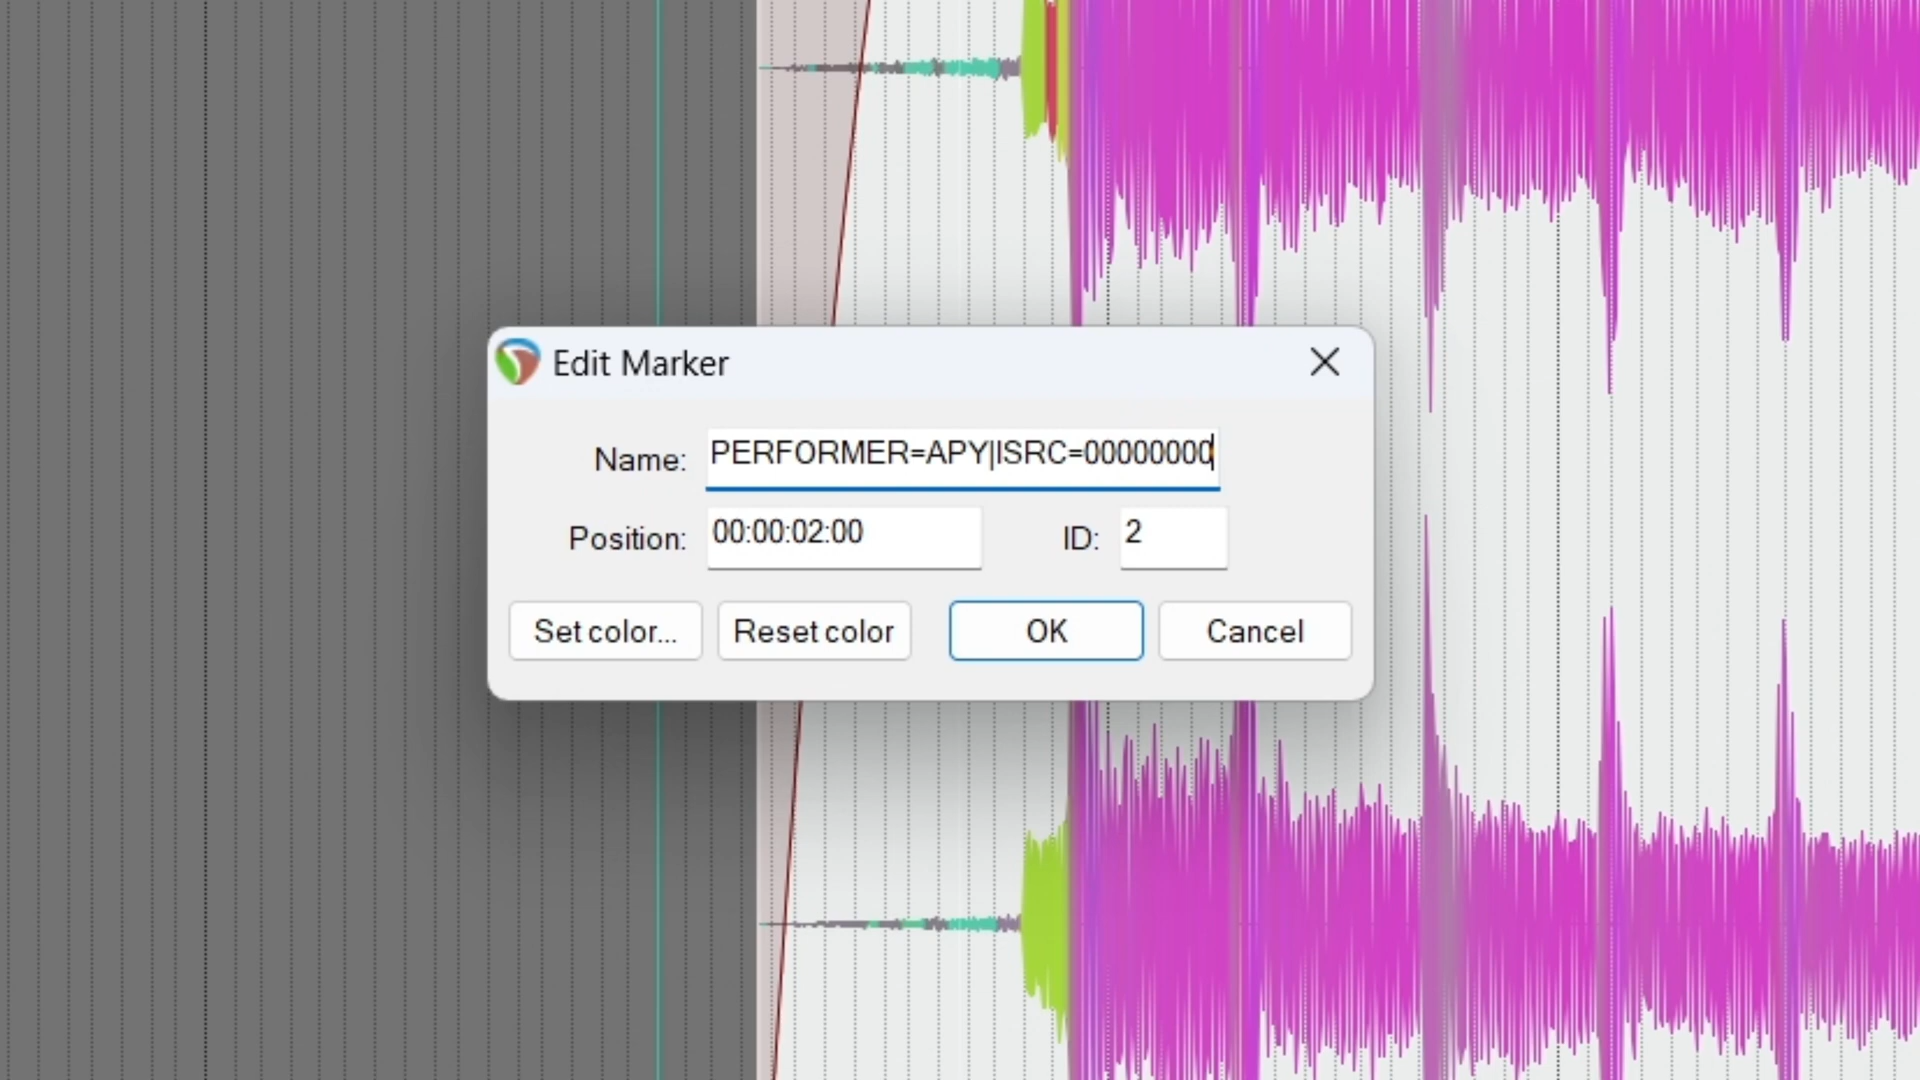 Edit Marker
Name: PERFORMER=APY|ISRC=00000000
Position: 00:00:02:00 ID: 2
Set color... Reset color OK Cancel